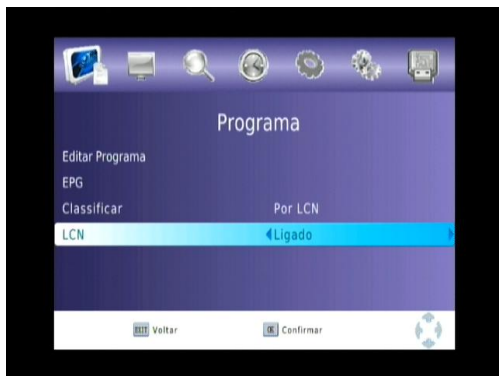 Programa
Editar Programa
EPG
Classificar Por LCN
LCN Ligado
EXIT Voltar OK Confirmar